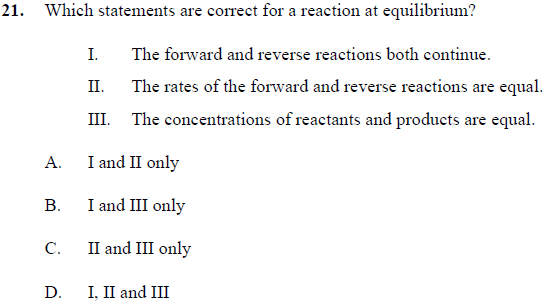 21. Which statements are correct for a reaction at equilibrium?
I. The forward and reverse reactions both continue.
II. The rates of the forward and reverse reactions are equal.
III. The concentrations of reactants and products are equal.
A. I and II only
B. I and III only
C. II and III only
D. I, II and III